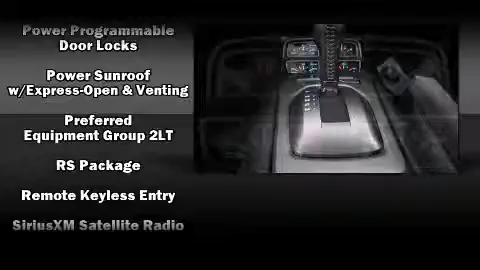 Power Programmable
Door Locks
Power Sunroof
w/Express-Open & Venting
Preferred
Equipment Group 2LT
RS Package
Remote Keyless Entry
SiriusXM Satellite Radio